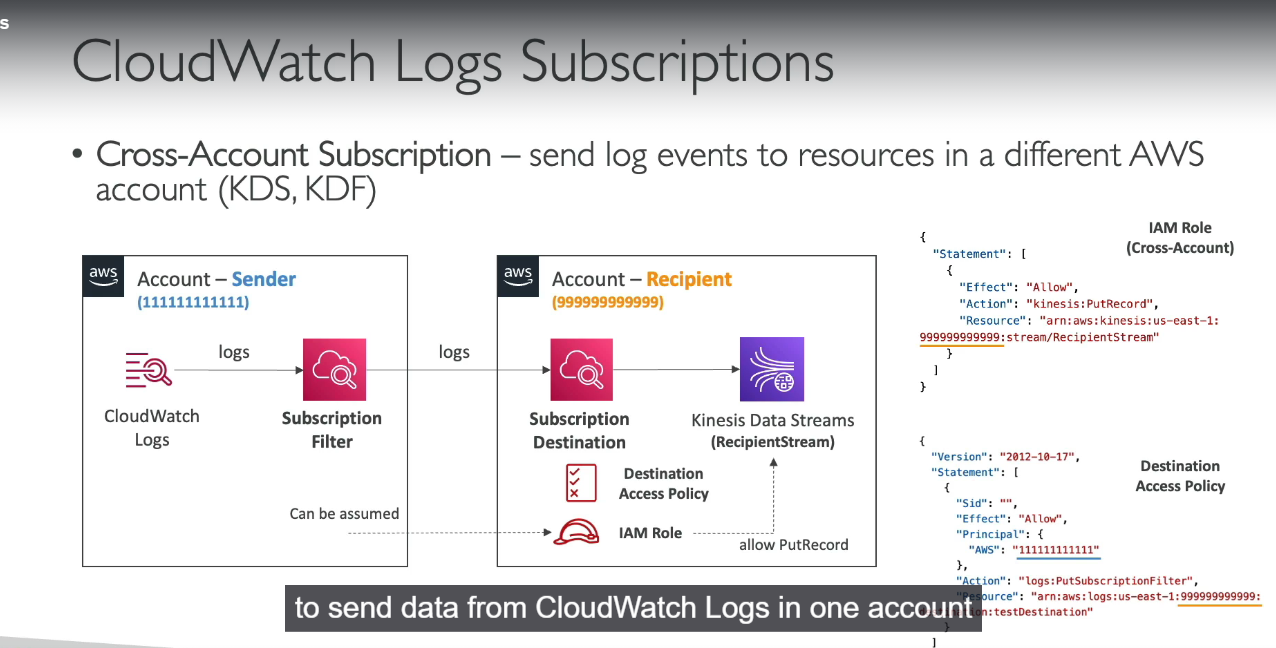 s
CloudWatch Logs Subscriptions
• Cross-Account Subscription – send log events to resources in a different AWS
account (KDS, KDF)
aws
Account – Sender
(111111111111)
logs
CloudWatch
Logs
Subscription
Filter
Can be assumed
logs
aws
Account – Recipient
(999999999999)
Subscription
Destination
Kinesis Data Streams
(RecipientStream)
Destination
Access Policy
IAM Role
allow PutRecord
IAM Role
(Cross-Account)
{
"Statement": [
{
"Effect": "Allow",
"Action": "kinesis:PutRecord",
"Resource": "arn:aws:kinesis:us-east-1:
999999999999:stream/RecipientStream"
}
]
}
Destination
Access Policy
{
"Version": "2012-10-17",
"Statement": [
{
"Sid": "",
"Effect": "Allow",
"Principal": {
"AWS": "111111111111"
},
"Action": "logs:PutSubscriptionFilter",
"Resource": "arn:aws:logs:us-east-1:999999999999:
destination:testDestination"
}
]
to send data from CloudWatch Logs in one account